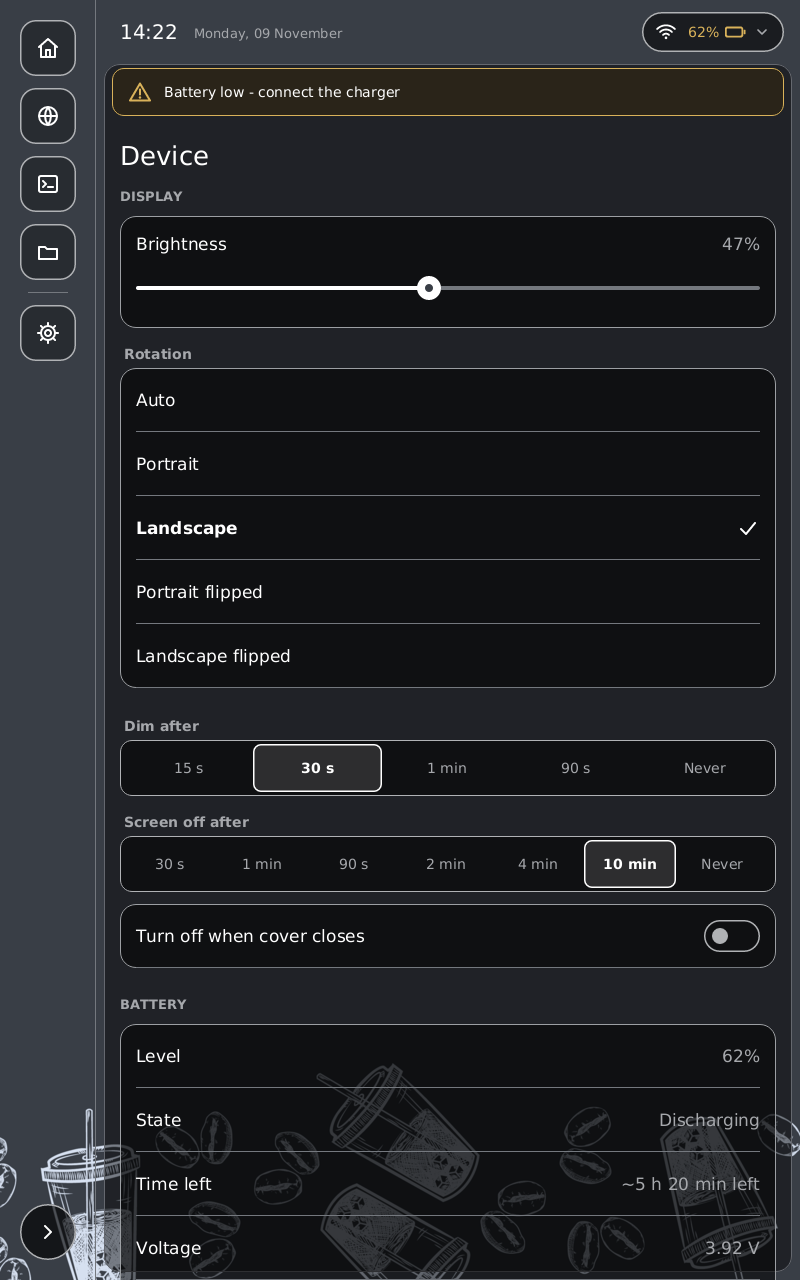 14:22 Monday, 09 November 62%
Battery low - connect the charger
Device
DISPLAY
Brightness 47%
Rotation
Auto
Portrait
Landscape
Portrait flipped
Landscape flipped
Dim after
15 s 30 s 1 min 90 s Never
Screen off after
30 s 1 min 90 s 2 min 4 min 10 min Never
Turn off when cover closes
BATTERY
Level 62%
State Discharging
Time left ~5 h 20 min left
Voltage 3.92 V